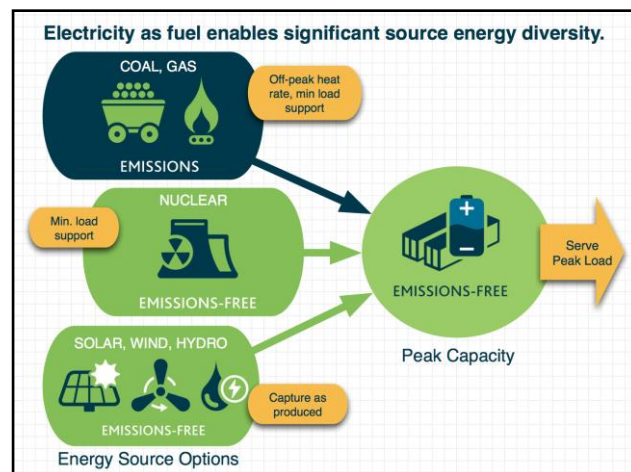 Electricity as fuel enables significant source energy diversity.
COAL, GAS
Off-peak heat
rate, min load
support
EMISSIONS
NUCLEAR
Min. load
support
EMISSIONS-FREE
SOLAR, WIND, HYDRO
Capture as
produced
EMISSIONS-FREE
Energy Source Options
EMISSIONS-FREE
Peak Capacity
Serve
Peak Load